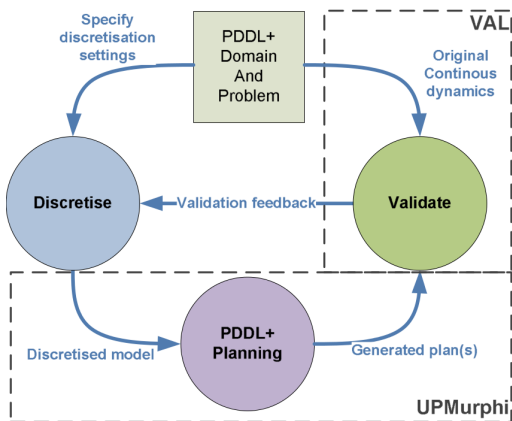 Specify
discretisation
settings
PDDL+
Domain
And
Problem
VAL
Original
Continous
dynamics
Discretise
Validation feedback
Validate
Discretised model
PDDL+
Planning
Generated plan(s)
UPMurphi